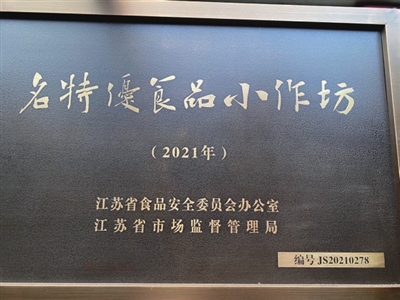 名特優食品小作坊
(2021年)
江苏省食品安全委员会办公室
江苏省市场监督管理局
编号 JS20210278